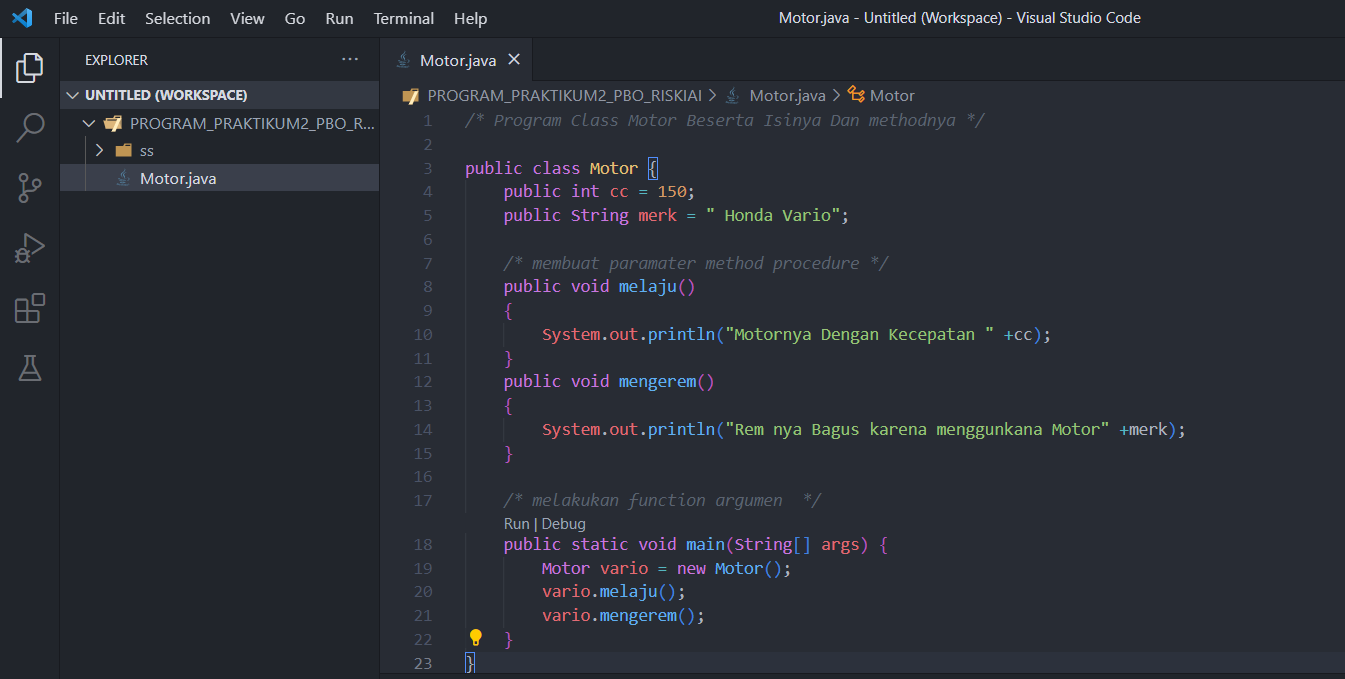 File Edit Selection View Go Run Terminal Help
Motor.java - Untitled (Workspace) - Visual Studio Code
EXPLORER
UNTITLED (WORKSPACE)
PROGRAM_PRAKTIKUM2_PBO_R...
ss
Motor.java
Motor.java
PROGRAM_PRAKTIKUM2_PBO_RISKIAI > Motor.java > Motor
1 /* Program Class Motor Beserta Isinya Dan methodnya */
2
3 public class Motor {
4     public int cc = 150;
5     public String merk = " Honda Vario";
6
7     /* membuat paramater method procedure */
8     public void melaju()
9     {
10         System.out.println("Motornya Dengan Kecepatan " +cc);
11     }
12     public void mengerem()
13     {
14         System.out.println("Rem nya Bagus karena menggunkana Motor" +merk);
15     }
16
17     /* melakukan function argumen  */
Run | Debug
18     public static void main(String[] args) {
19         Motor vario = new Motor();
20         vario.melaju();
21         vario.mengerem();
22     }
23 }